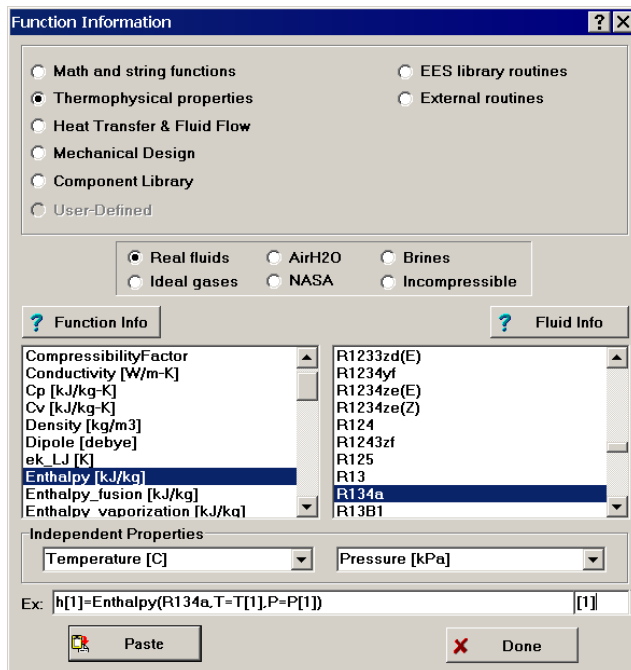 Function Information
? X
Math and string functions
EES library routines
Thermophysical properties
External routines
Heat Transfer & Fluid Flow
Mechanical Design
Component Library
User-Defined
Real fluids
AirH2O
Brines
Ideal gases
NASA
Incompressible
? Function Info
? Fluid Info
CompressibilityFactor
Conductivity [W/m-K]
Cp [kJ/kg-K]
Cv [kJ/kg-K]
Density [kg/m3]
Dipole [debye]
ek_LJ [K]
Enthalpy [kJ/kg]
Enthalpy_fusion [kJ/kg]
Enthalpy_vaporization [kJ/kg]
R1233zd(E)
R1234yf
R1234ze(E)
R1234ze(Z)
R124
R1243zf
R125
R13
R134a
R13B1
Independent Properties
Temperature [C]
Pressure [kPa]
Ex: h[1]=Enthalpy(R134a,T=T[1],P=P[1]) [1]
Paste
Done